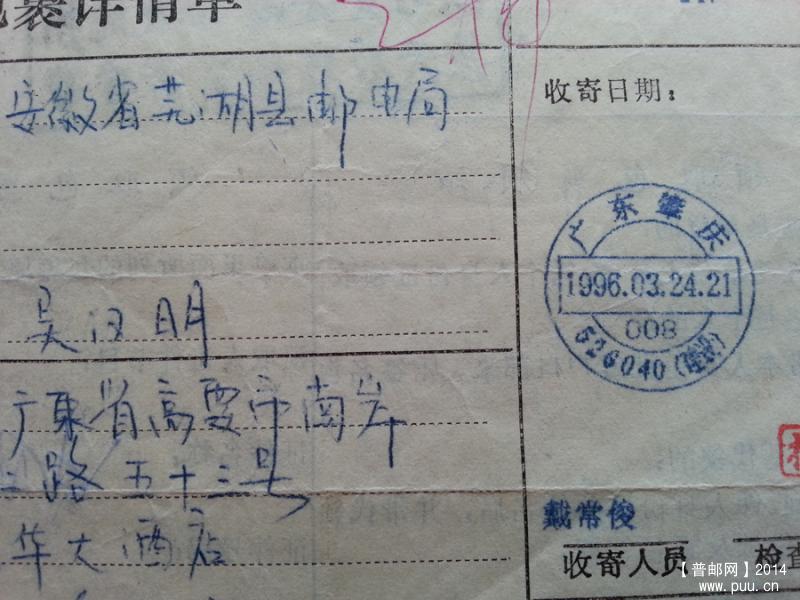 裹详情单
安徽省芜湖县邮电局
收寄日期：
广东肇庆
1996.03.24.21
008
526040
吴汉明
广东省高要市南岸
二路五十三号
华大酒店
戴常俊
收寄人员
检查
【普邮网】2014
www.puu.cn